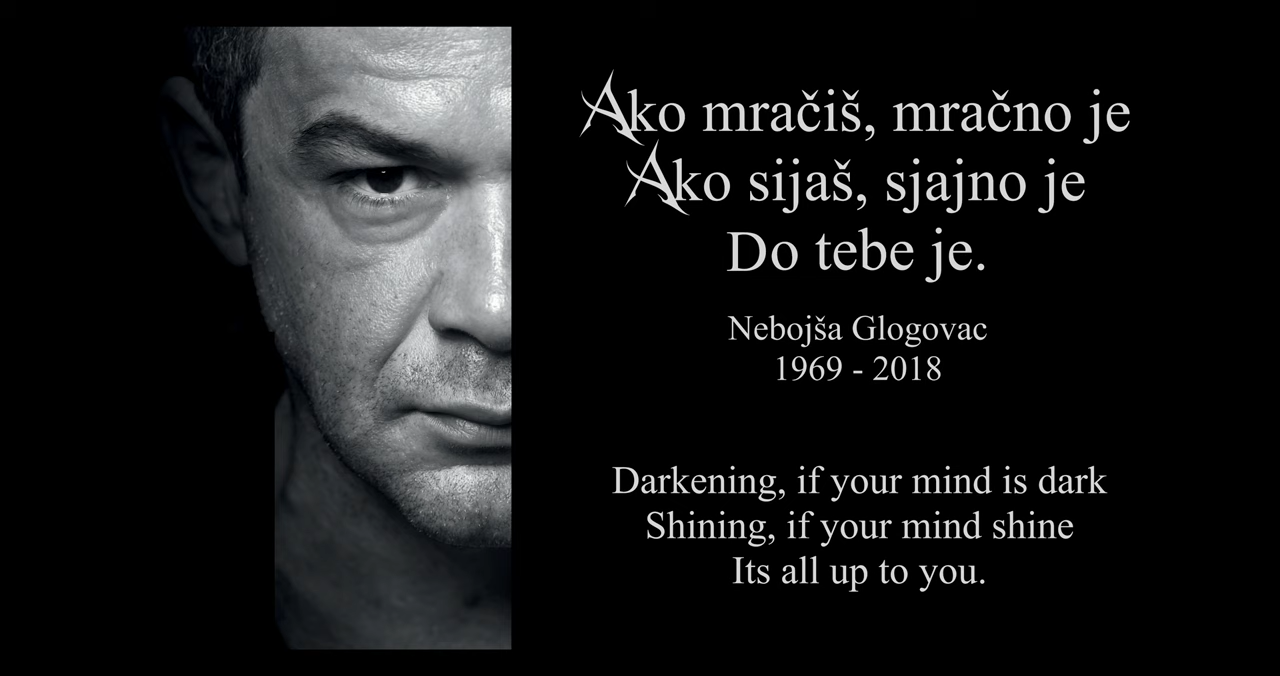 Ako mračiš, mračno je
Ako sijaš, sjajno je
Do tebe je.
Nebojša Glogovac
1969 - 2018
Darkening, if your mind is dark
Shining, if your mind shine
Its all up to you.